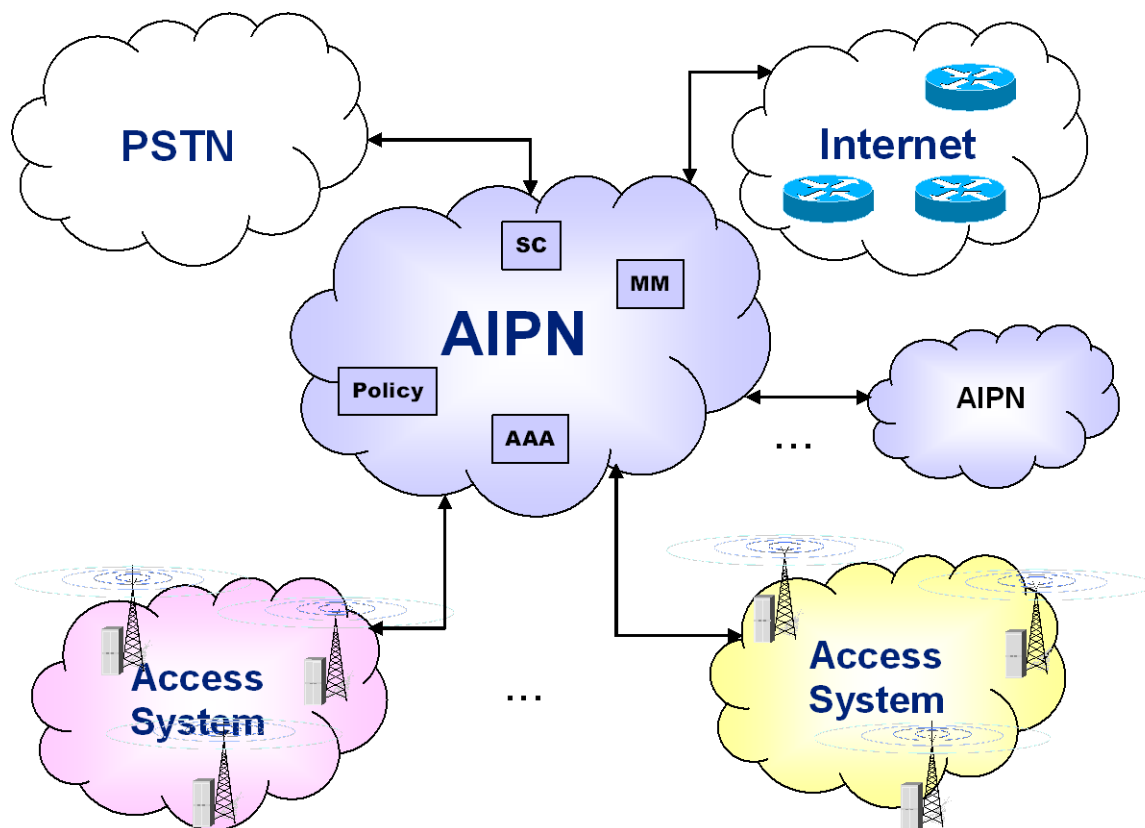 PSTN
Internet
SC
MM
AIPN
Policy
AAA
AIPN
...
Access
System
...
Access
System